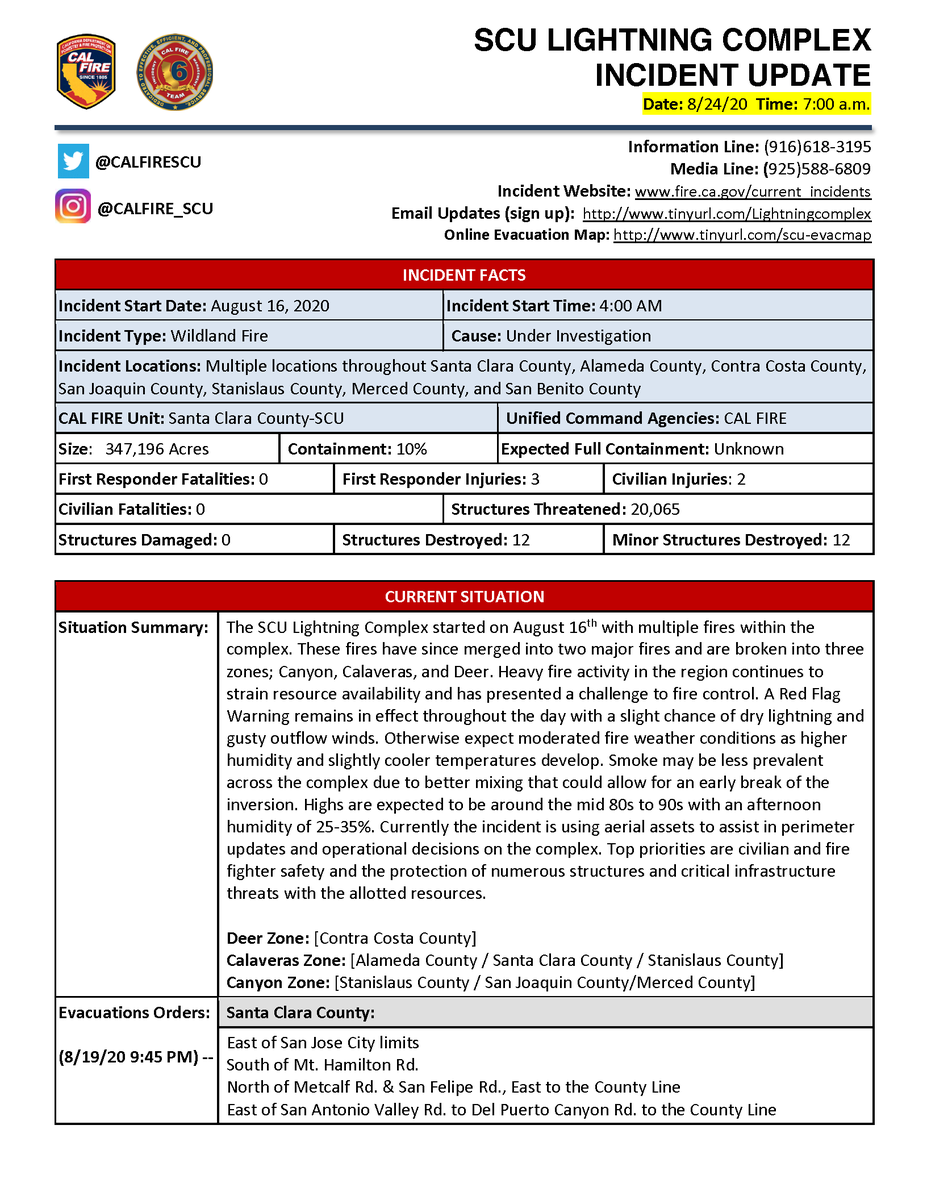 SCU LIGHTNING COMPLEX
INCIDENT UPDATE
Date: 8/24/20 Time: 7:00 a.m.
CAL
FIRE
SINCE 1885
CAL FIRE
6
TEAM
@CALFIRESCU
@CALFIRE_SCU
Information Line: (916)618-3195
Media Line: (925)588-6809
Incident Website: www.fire.ca.gov/current_incidents
Email Updates (sign up): http://www.tinyurl.com/Lightningcomplex
Online Evacuation Map: http://www.tinyurl.com/scu-evacmap
INCIDENT FACTS
Incident Start Date: August 16, 2020 Incident Start Time: 4:00 AM
Incident Type: Wildland Fire Cause: Under Investigation
Incident Locations: Multiple locations throughout Santa Clara County, Alameda County, Contra Costa County,
San Joaquin County, Stanislaus County, Merced County, and San Benito County
CAL FIRE Unit: Santa Clara County-SCU Unified Command Agencies: CAL FIRE
Size: 347,196 Acres Containment: 10% Expected Full Containment: Unknown
First Responder Fatalities: 0 First Responder Injuries: 3 Civilian Injuries: 2
Civilian Fatalities: 0 Structures Threatened: 20,065
Structures Damaged: 0 Structures Destroyed: 12 Minor Structures Destroyed: 12
CURRENT SITUATION
Situation Summary:
The SCU Lightning Complex started on August 16th with multiple fires within the
complex. These fires have since merged into two major fires and are broken into three
zones; Canyon, Calaveras, and Deer. Heavy fire activity in the region continues to
strain resource availability and has presented a challenge to fire control. A Red Flag
Warning remains in effect throughout the day with a slight chance of dry lightning and
gusty outflow winds. Otherwise expect moderated fire weather conditions as higher
humidity and slightly cooler temperatures develop. Smoke may be less prevalent
across the complex due to better mixing that could allow for an early break of the
inversion. Highs are expected to be around the mid 80s to 90s with an afternoon
humidity of 25-35%. Currently the incident is using aerial assets to assist in perimeter
updates and operational decisions on the complex. Top priorities are civilian and fire
fighter safety and the protection of numerous structures and critical infrastructure
threats with the allotted resources.
Deer Zone: [Contra Costa County]
Calaveras Zone: [Alameda County / Santa Clara County / Stanislaus County]
Canyon Zone: [Stanislaus County / San Joaquin County/Merced County]
Evacuations Orders:
(8/19/20 9:45 PM) --
Santa Clara County:
East of San Jose City limits
South of Mt. Hamilton Rd.
North of Metcalf Rd. & San Felipe Rd., East to the County Line
East of San Antonio Valley Rd. to Del Puerto Canyon Rd. to the County Line